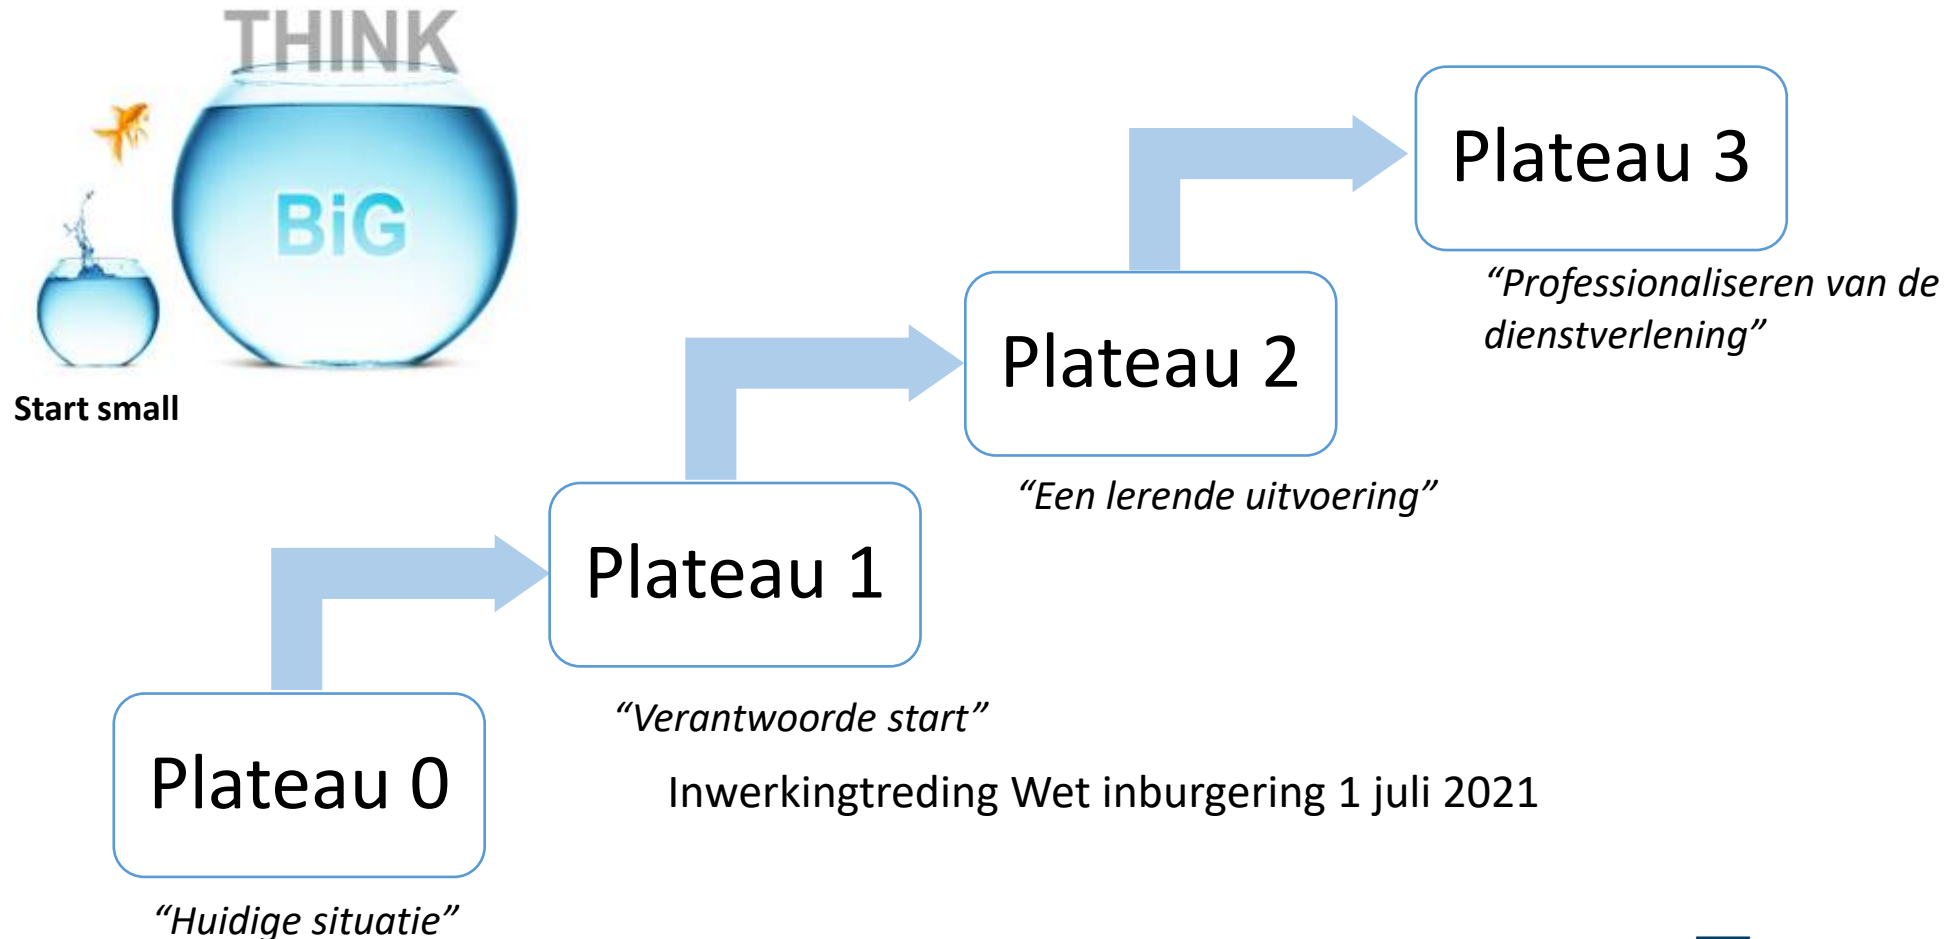 THINK
BiG
Start small
Plateau 3
“Professionaliseren van de
dienstverlening”
Plateau 2
“Een lerende uitvoering”
Plateau 1
“Verantwoorde start”
Inwerkingtreding Wet inburgering 1 juli 2021
Plateau 0
“Huidige situatie”